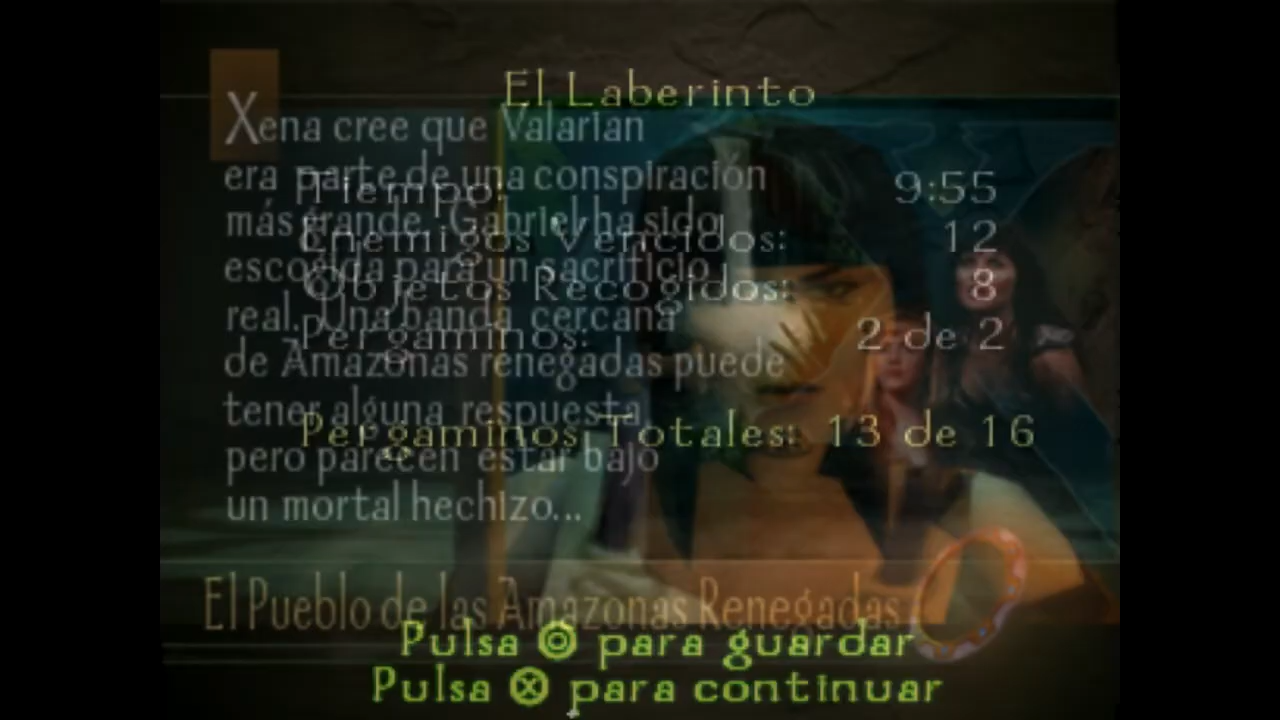 El Laberinto
Tiempo: 9:55
Enemigos Vencidos: 12
Objetos Recogidos: 8
Pergaminos: 2 de 2
Pergaminos Totales: 13 de 16
Pulsa para guardar
Pulsa para continuar
Xena cree que Valarian
era parte de una conspiración
más grande. Gabriel ha sido
escogida para un sacrificio
real. Una banda cercana
de Amazonas renegadas puede
tener alguna respuesta
pero parecen estar bajo
un mortal hechizo...
El Pueblo de las Amazonas Renegadas